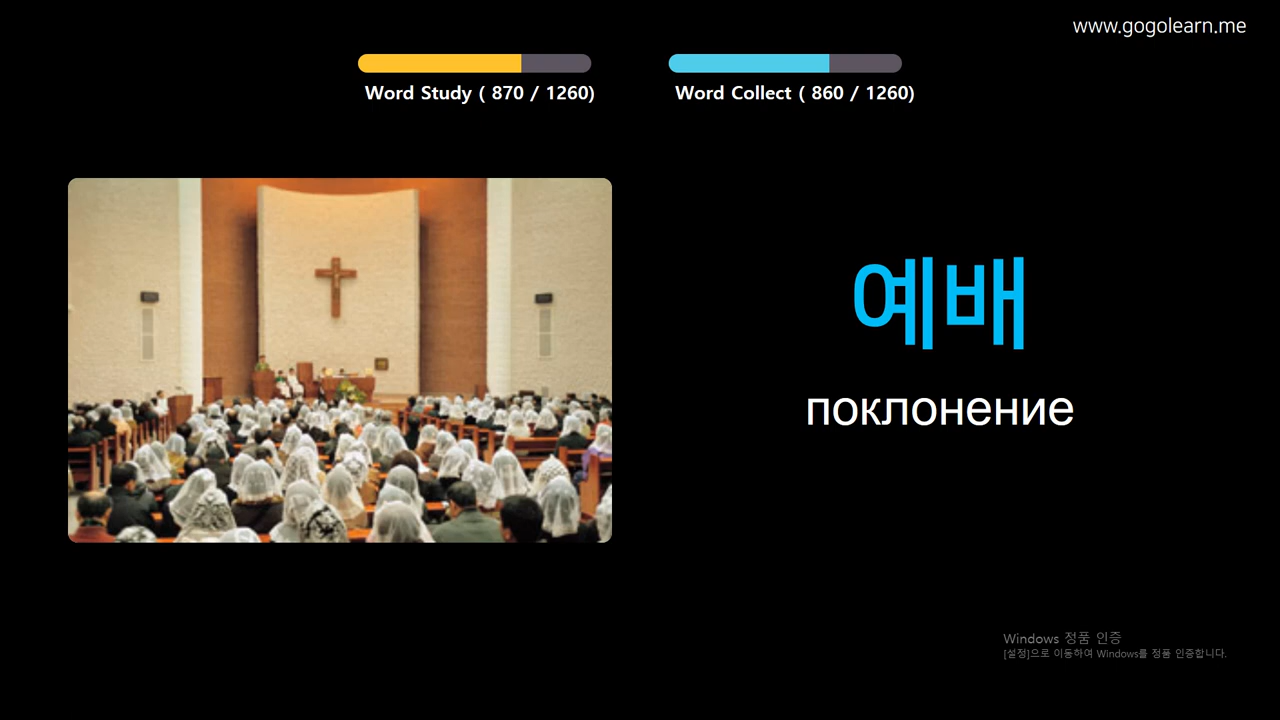 www.gogolearn.me
Word Study ( 870 / 1260)
Word Collect ( 860 / 1260)
예배
поклонение
Windows 정품 인증
[설정]으로 이동하여 Windows를 정품 인증합니다.